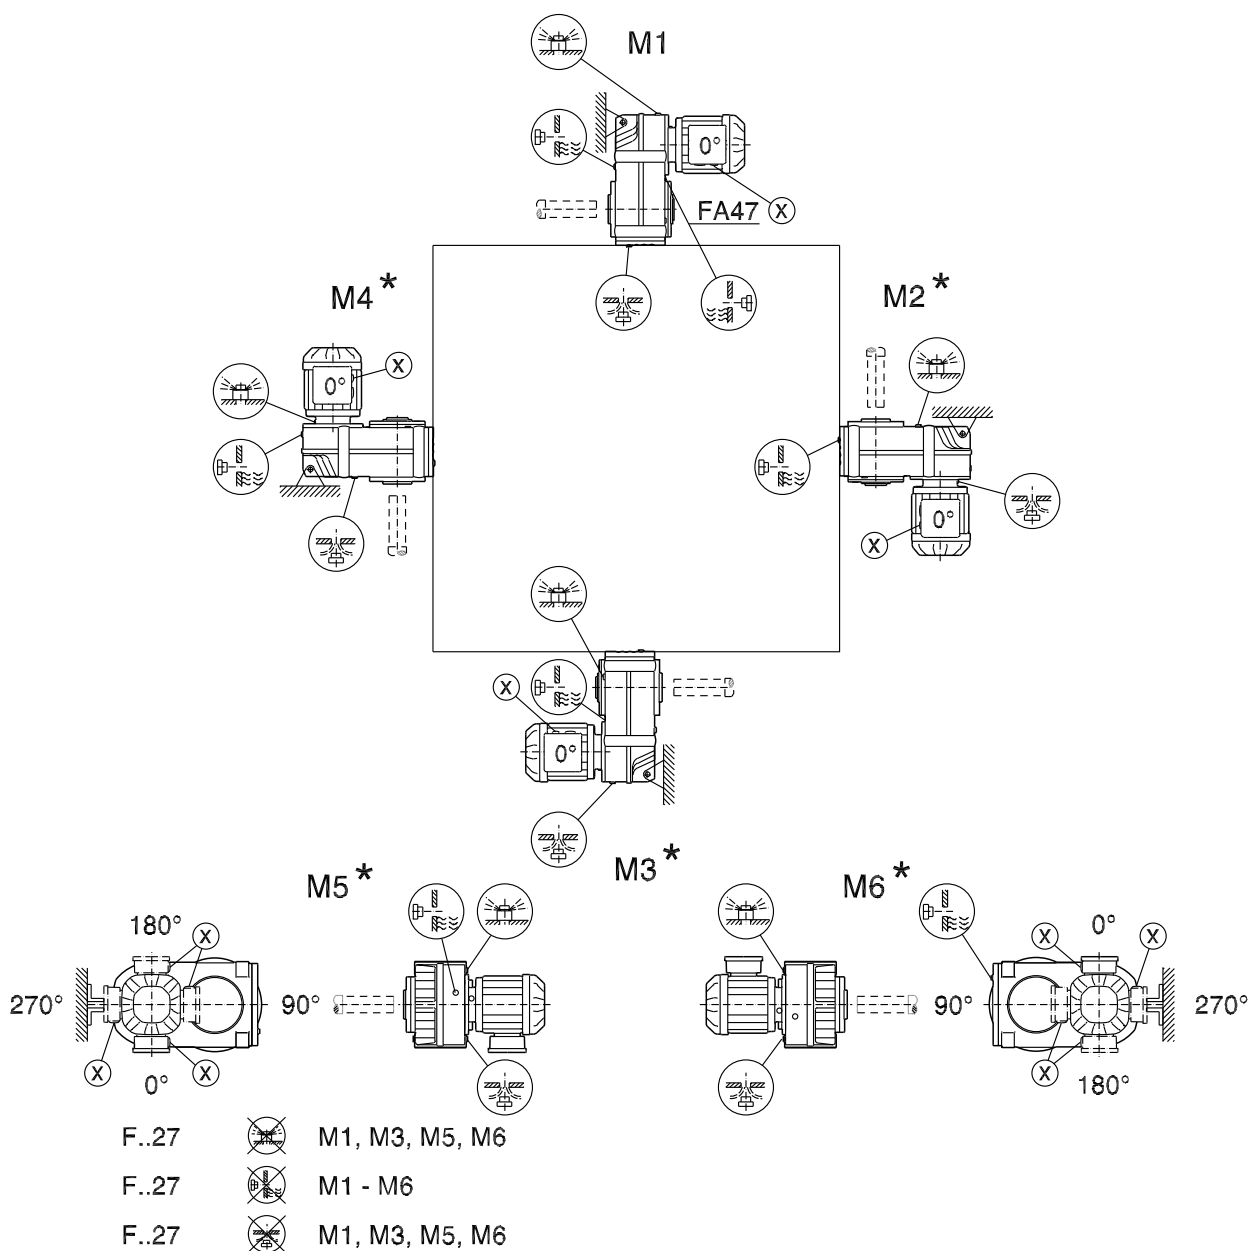 M1
0°
FA47 X
M4* M2*
X
0°
0°
X
X
0°
M3*
M5* M6*
180° X
0° X X
270° 90° 90° 270°
X 0° X
X 180°
F..27 M1, M3, M5, M6
F..27 M1 - M6
F..27 M1, M3, M5, M6